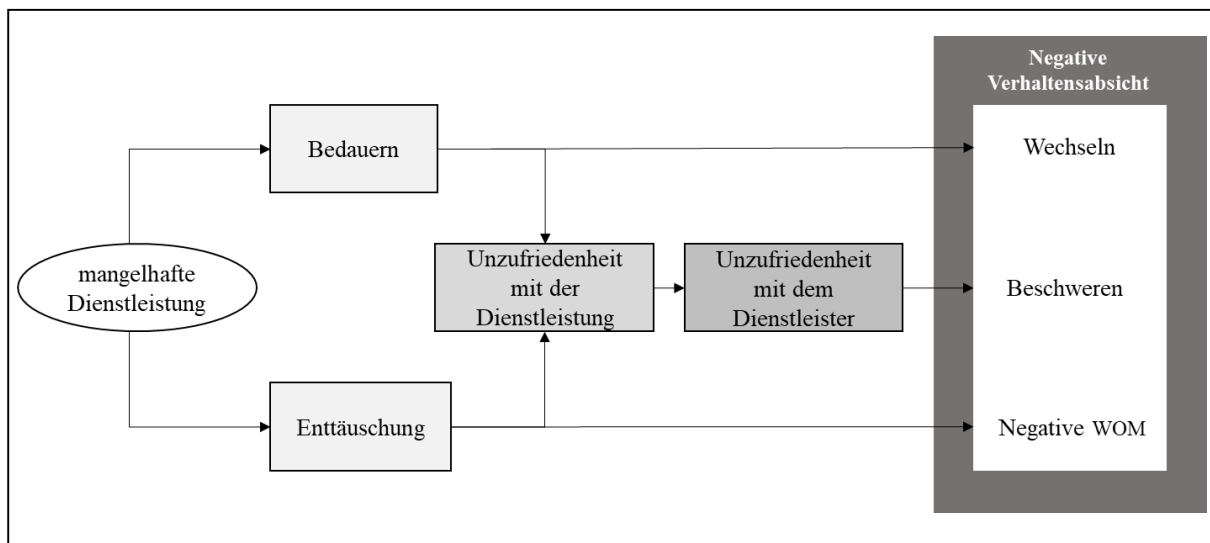 Negative
Verhaltensabsicht
Bedauern
Wechseln
mangelhafte
Dienstleistung
Unzufriedenheit
mit der
Dienstleistung
Unzufriedenheit
mit dem
Dienstleister
Beschweren
Enttäuschung
Negative WOM